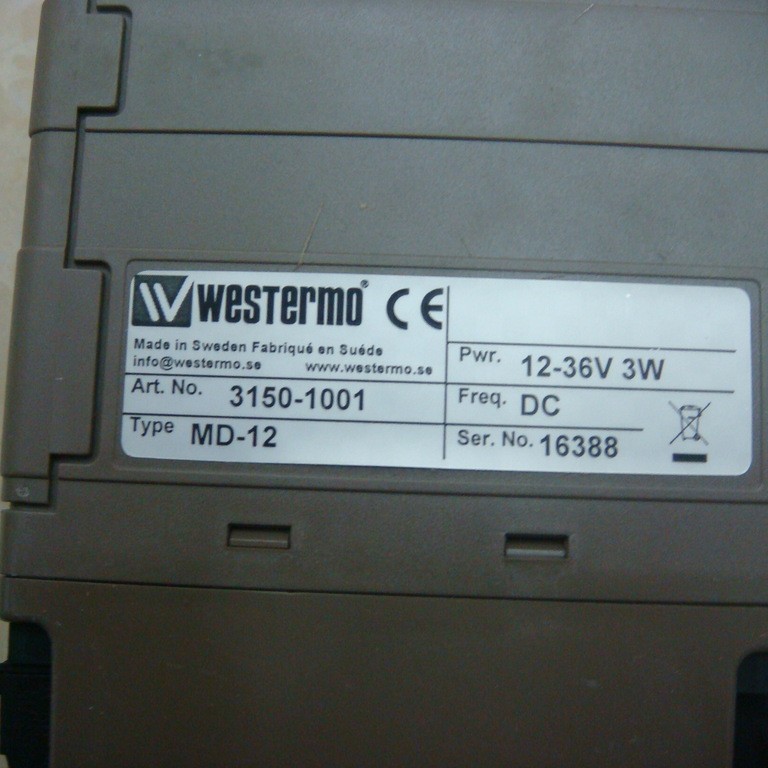 WESTERMO® CE
Made in Sweden Fabriqué en Suéde
info@westermo.se www.westermo.se
Art. No. 3150-1001
Type MD-12
Pwr. 12-36V 3W
Freq. DC
Ser. No. 16388